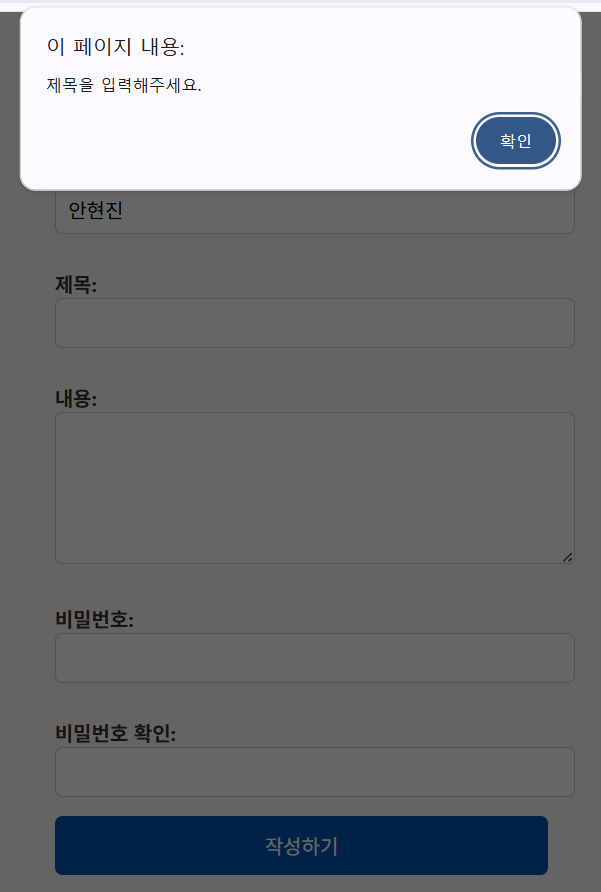 이 페이지 내용:
제목을 입력해주세요.
확인
안현진
제목:
내용:
비밀번호:
비밀번호 확인:
작성하기